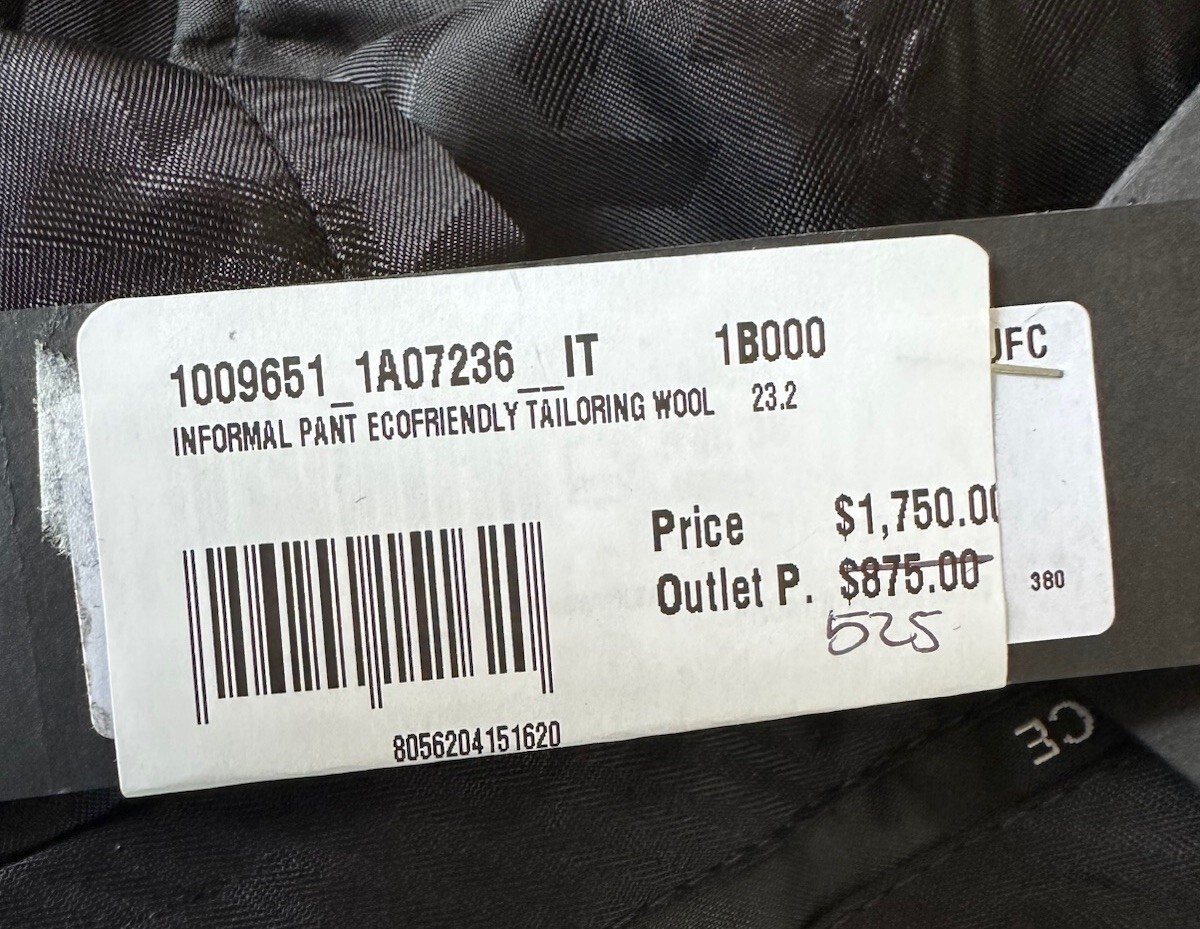 1009651_1A07236__IT 1B000
INFORMAL PANT ECOFRIENDLY TAILORING WOOL 23.2
JFC
Price $1,750.00
Outlet P. $875.00
525
380
8056204151620
CE